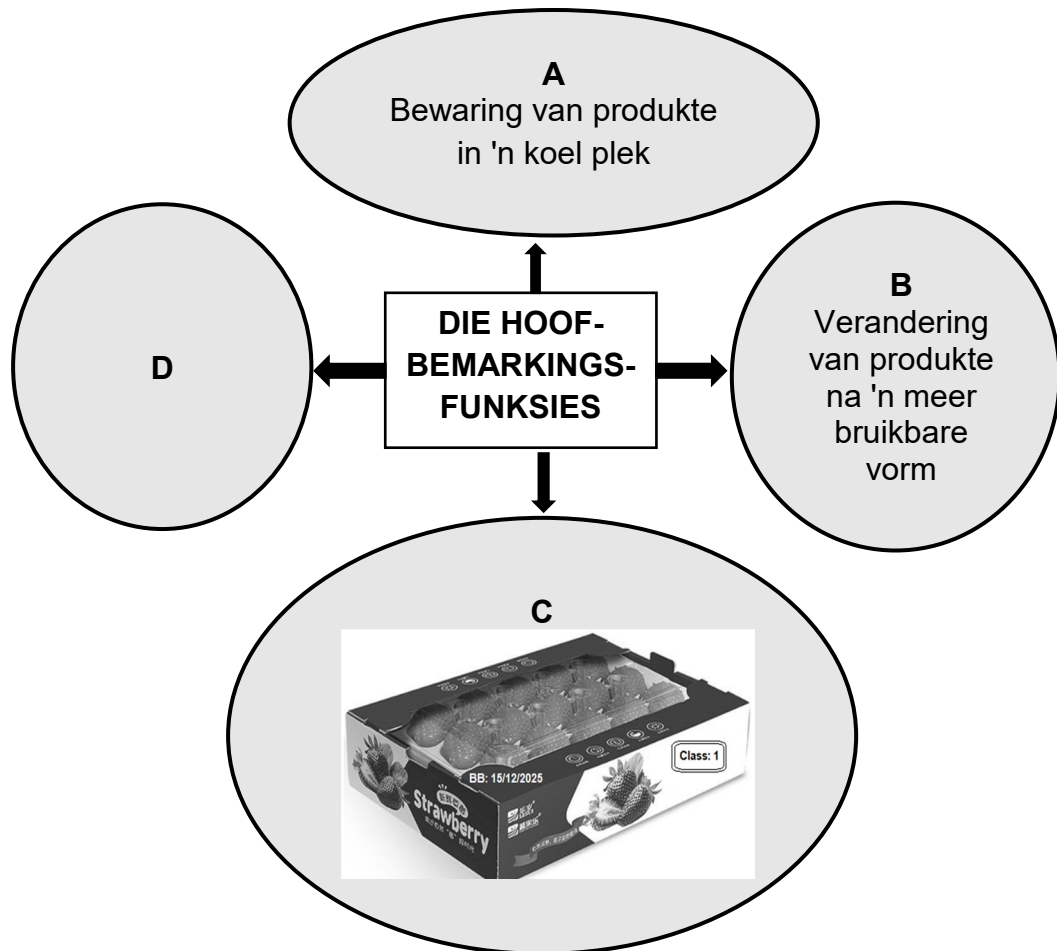 A
Bewaring van produkte
in 'n koel plek
D
DIE HOOF-
BEMARKINGS-
FUNKSIES
B
Verandering
van produkte
na 'n meer
bruikbare
vorm
C
BB: 15/12/2025
Class: 1
Strawberry